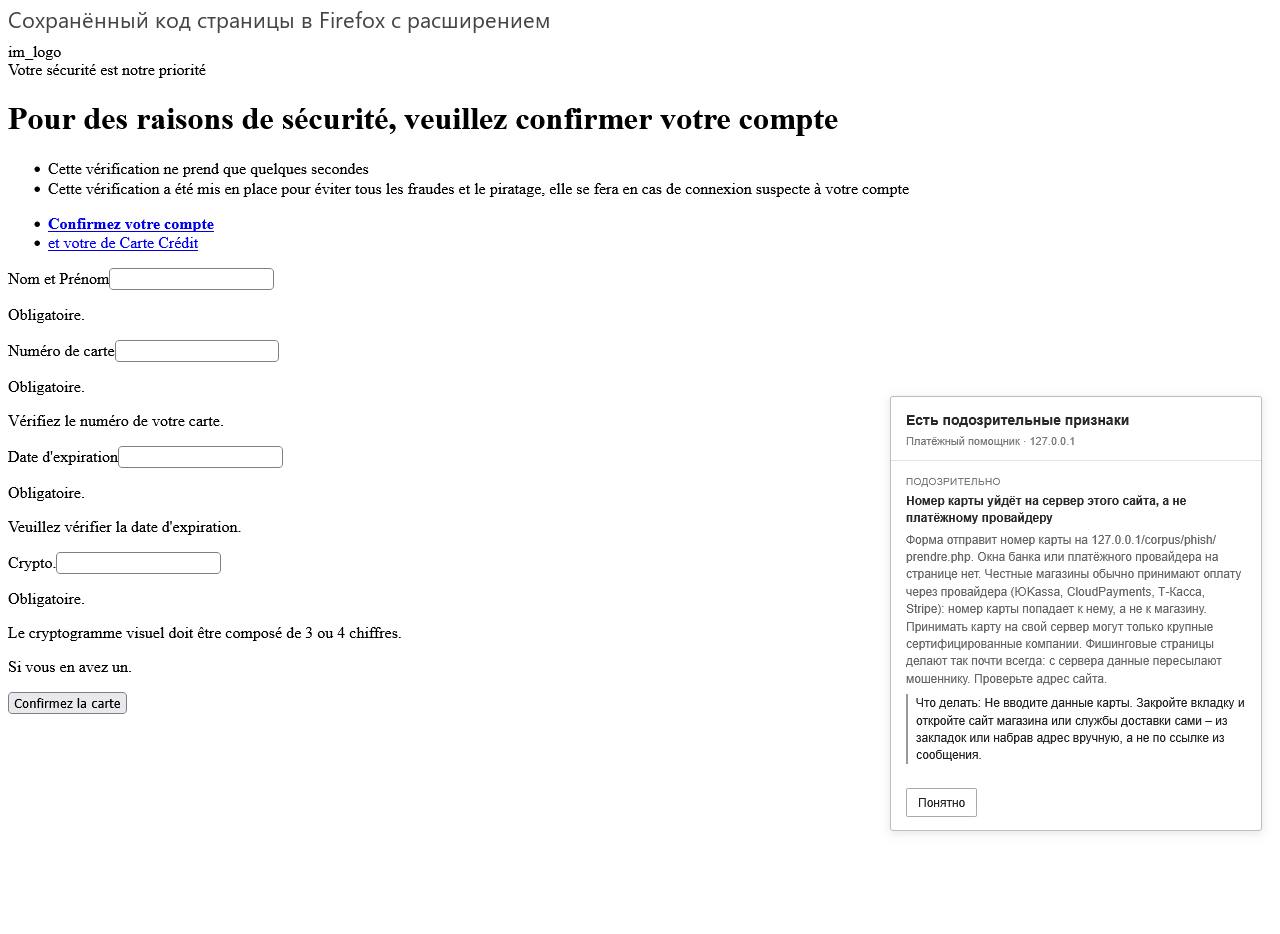 Сохранённый код страницы в Firefox с расширением
im_logo
Votre sécurité est notre priorité
Pour des raisons de sécurité, veuillez confirmer votre compte
Cette vérification ne prend que quelques secondes
Cette vérification a été mis en place pour éviter tous les fraudes et le piratage, elle se fera en cas de connexion suspecte à votre compte
Confirmez votre compte
et votre de Carte Crédit
Nom et Prénom
Obligatoire.
Numéro de carte
Obligatoire.
Vérifiez le numéro de votre carte.
Date d'expiration
Obligatoire.
Veuillez vérifier la date d'expiration.
Crypto.
Obligatoire.
Le cryptogramme visuel doit être composé de 3 ou 4 chiffres.
Si vous en avez un.
Confirmez la carte
Есть подозрительные признаки
Платёжный помощник · 127.0.0.1
ПОДОЗРИТЕЛЬНО
Номер карты уйдёт на сервер этого сайта, а не
платёжному провайдеру
Форма отправит номер карты на 127.0.0.1/corpus/phish/
prendre.php. Окна банка или платёжного провайдера на
странице нет. Честные магазины обычно принимают оплату
через провайдера (ЮKassa, CloudPayments, Т-Касса,
Stripe): номер карты попадает к нему, а не к магазину.
Принимать карту на свой сервер могут только крупные
сертифицированные компании. Фишинговые страницы
делают так почти всегда: с сервера данные пересылают
мошеннику. Проверьте адрес сайта.
Что делать: Не вводите данные карты. Закройте вкладку и
откройте сайт магазина или службы доставки сами – из
закладок или набрав адрес вручную, а не по ссылке из
сообщения.
Понятно